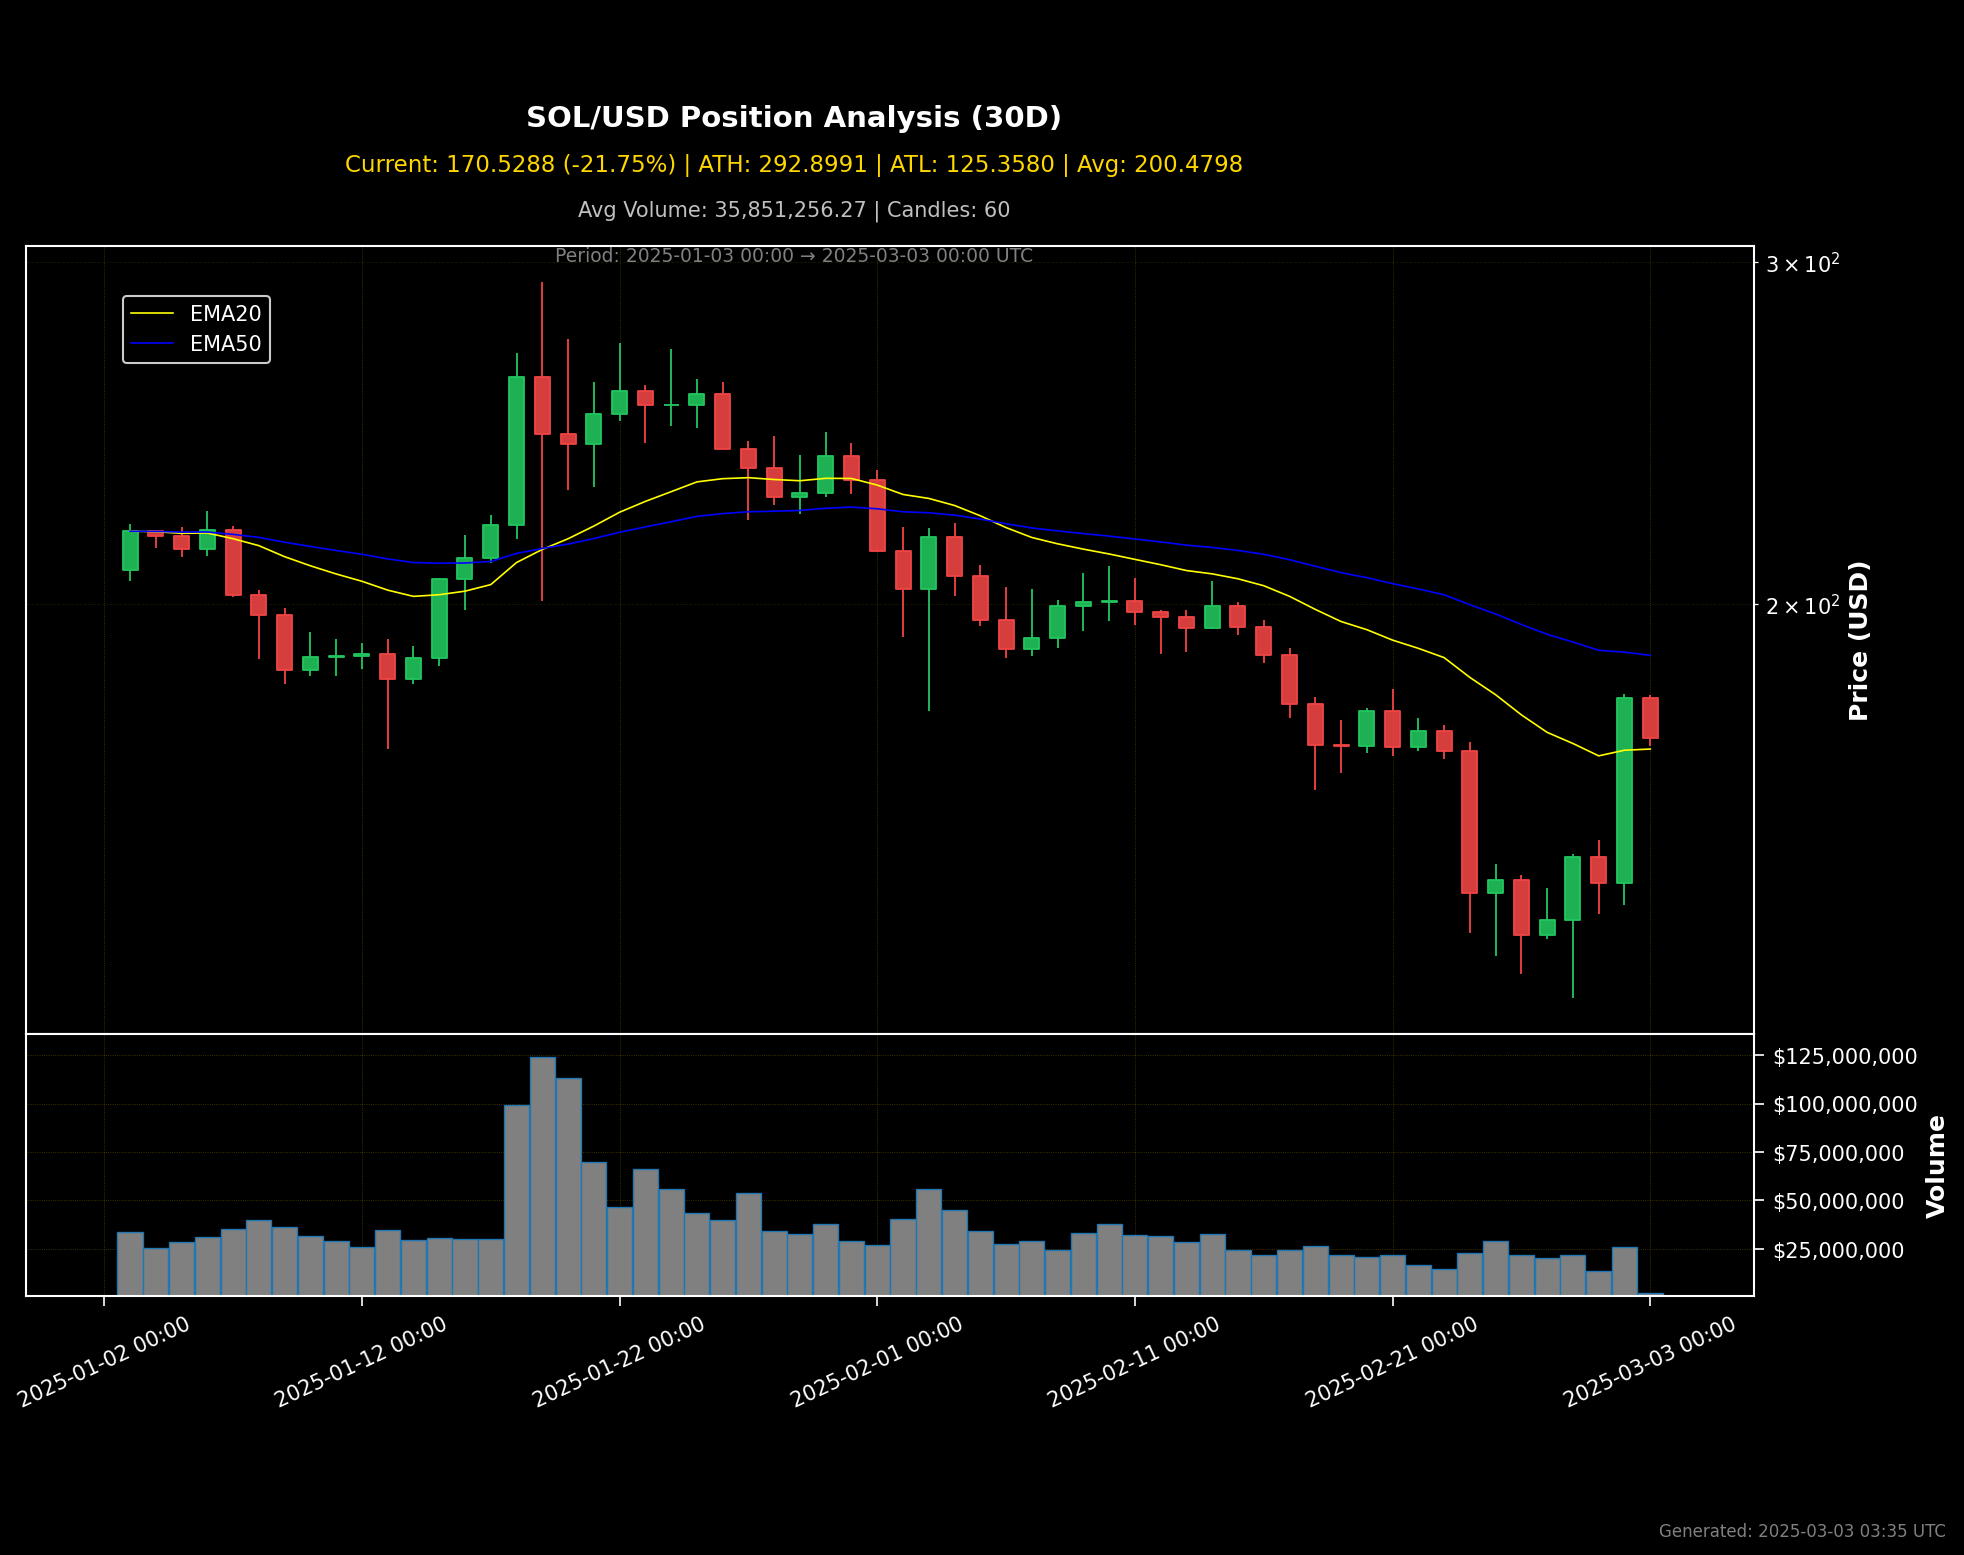 SOL/USD Position Analysis (30D)
Current: 170.5288 (-21.75%) | ATH: 292.8991 | ATL: 125.3580 | Avg: 200.4798
Avg Volume: 35,851,256.27 | Candles: 60
Period: 2025-01-03 00:00 → 2025-03-03 00:00 UTC
EMA20
EMA50
3 × 10²
2 × 10²
Price (USD)
$125,000,000
$100,000,000
$75,000,000
$50,000,000
$25,000,000
Volume
2025-01-02 00:00
2025-01-12 00:00
2025-01-22 00:00
2025-02-01 00:00
2025-02-11 00:00
2025-02-21 00:00
2025-03-03 00:00
Generated: 2025-03-03 03:35 UTC